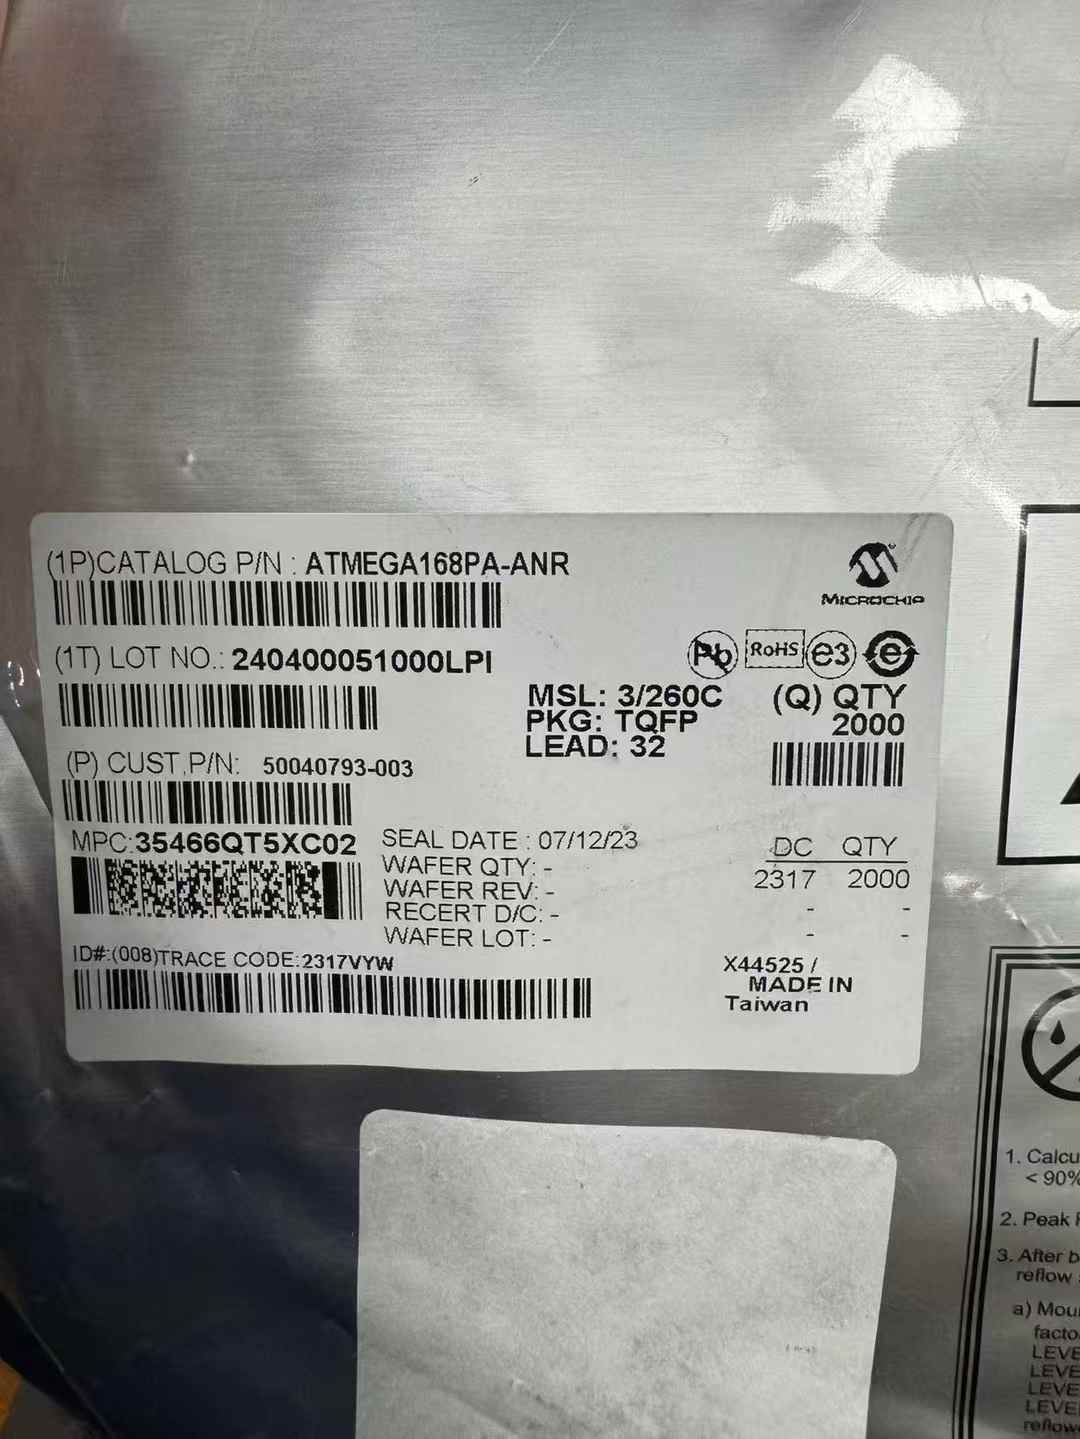 (1P)CATALOG P/N : ATMEGA168PA-ANR
MICROCHIP
(1T) LOT NO.: 240400051000LPI
Pb
RoHS
e3
e
MSL: 3/260C
PKG: TQFP
LEAD: 32
(Q) QTY
2000
(P) CUST.P/N: 50040793-003
MPC:35466QT5XC02
SEAL DATE : 07/12/23
WAFER QTY: -
WAFER REV: -
RECERT D/C: -
WAFER LOT: -
DC QTY
2317 2000
- -
- -
ID#:(008)TRACE CODE:2317VYW
X44525 /
MADE IN
Taiwan
1. Calcu
< 90%
2. Peak
3. After b
reflow
a) Mou
facto
LEVE
LEVE
LEVE
LEVE
reflow